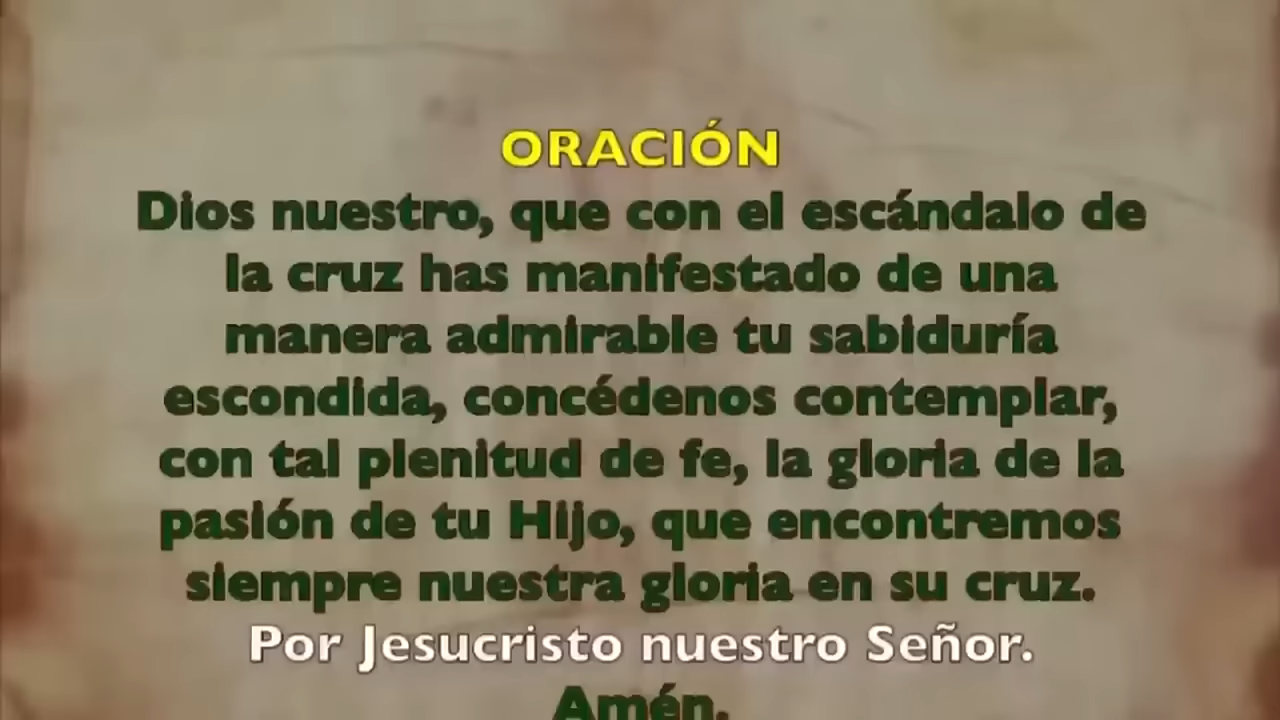 ORACIÓN
Dios nuestro, que con el escándalo de
la cruz has manifestado de una
manera admirable tu sabiduría
escondida, concédenos contemplar,
con tal plenitud de fe, la gloria de la
pasión de tu Hijo, que encontremos
siempre nuestra gloria en su cruz.
Por Jesucristo nuestro Señor.
Amén.